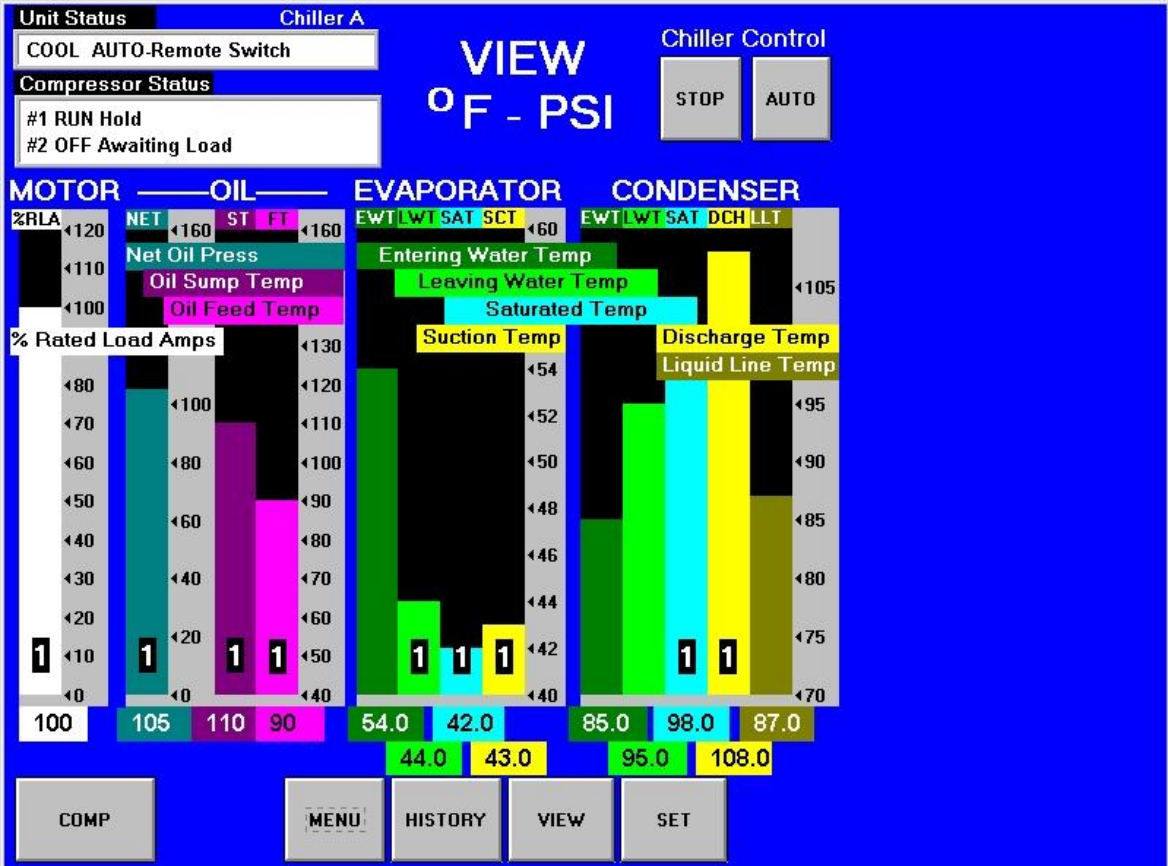 Unit Status Chiller A
COOL AUTO-Remote Switch
Compressor Status
#1 RUN Hold
#2 OFF Awaiting Load
VIEW
ºF - PSI
Chiller Control
STOP AUTO
MOTOR OIL EVAPORATOR CONDENSER
%RLA NET ST FT EWT LWT SAT SCT EWT LWT SAT DCH LLT
Net Oil Press
Oil Sump Temp
Oil Feed Temp
% Rated Load Amps
Entering Water Temp
Leaving Water Temp
Saturated Temp
Suction Temp
Discharge Temp
Liquid Line Temp
120
110
100
80
70
60
50
40
30
20
10
0
160
100
80
60
40
20
0
160
130
120
110
100
90
80
70
60
50
40
60
54
52
50
48
46
44
42
40
105
95
90
85
80
75
70
1 1 1 1 1 1 1 1 1
100 105 110 90 54.0 42.0 85.0 98.0 87.0
44.0 43.0 95.0 108.0
COMP MENU HISTORY VIEW SET